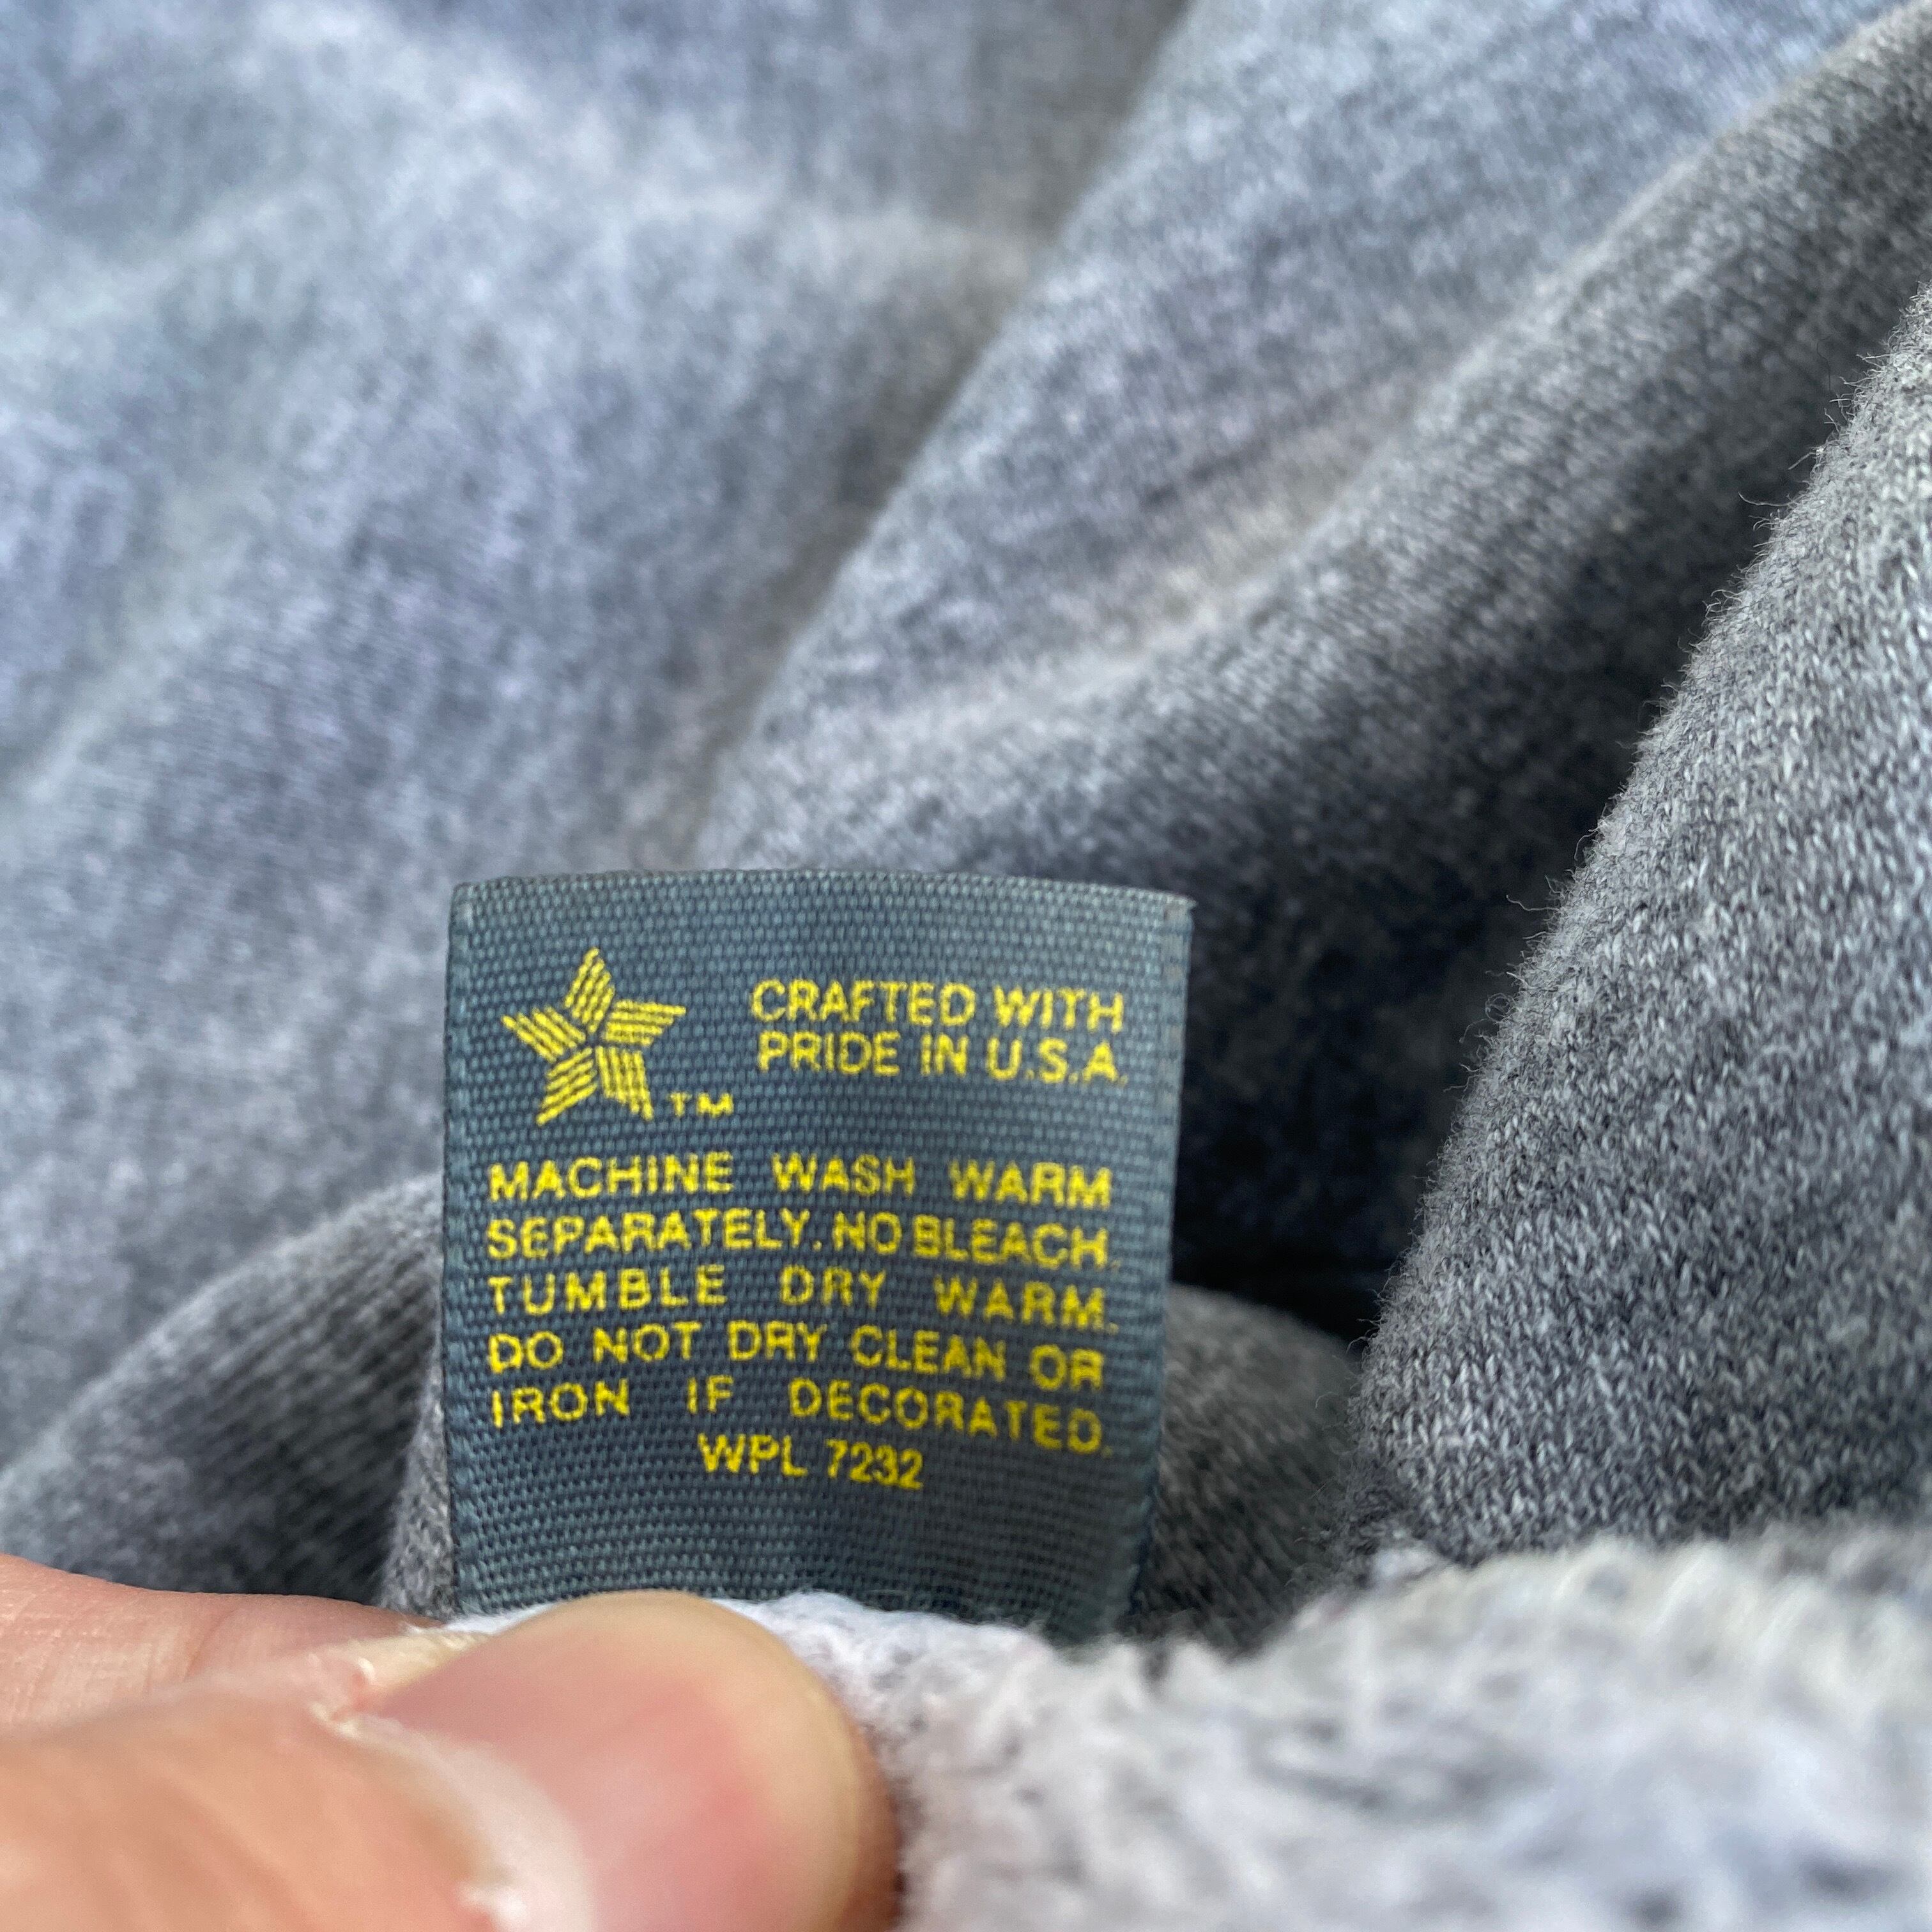 CRAFTED WITH
PRIDE IN U.S.A.
TM
MACHINE WASH WARM
SEPARATELY. NO BLEACH.
TUMBLE DRY WARM.
DO NOT DRY CLEAN OR
IRON IF DECORATED.
WPL 7232